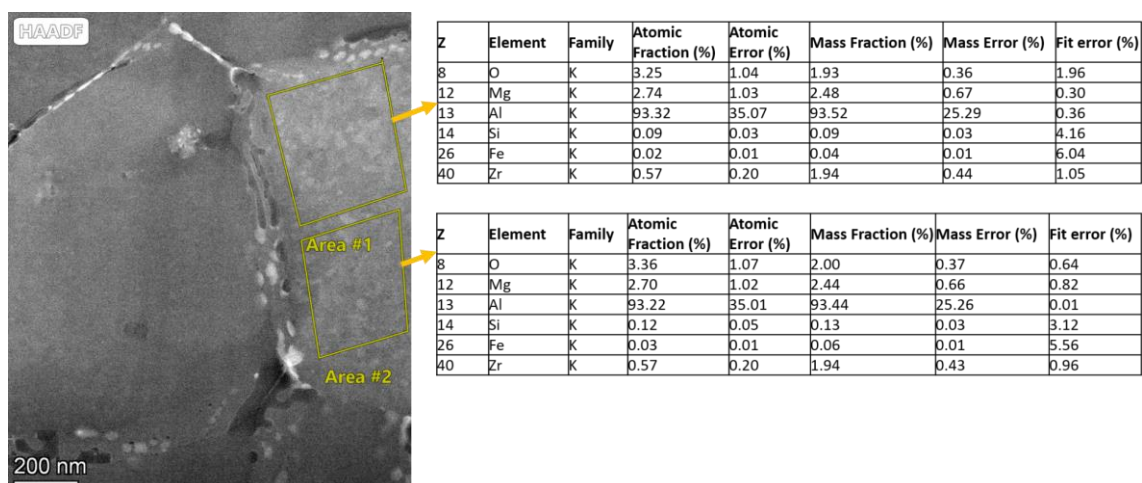 HAADF
Area #1
Area #2
200 nm
Z Element Family Atomic Fraction (%) Atomic Error (%) Mass Fraction (%) Mass Error (%) Fit error (%)
8 O K 3.25 1.04 1.93 0.36 1.96
12 Mg K 2.74 1.03 2.48 0.67 0.30
13 Al K 93.32 35.07 93.52 25.29 0.36
14 Si K 0.09 0.03 0.09 0.03 4.16
26 Fe K 0.02 0.01 0.04 0.01 6.04
40 Zr K 0.57 0.20 1.94 0.44 1.05
Z Element Family Atomic Fraction (%) Atomic Error (%) Mass Fraction (%) Mass Error (%) Fit error (%)
8 O K 3.36 1.07 2.00 0.37 0.64
12 Mg K 2.70 1.02 2.44 0.66 0.82
13 Al K 93.22 35.01 93.44 25.26 0.01
14 Si K 0.12 0.05 0.13 0.03 3.12
26 Fe K 0.03 0.01 0.06 0.01 5.56
40 Zr K 0.57 0.20 1.94 0.43 0.96